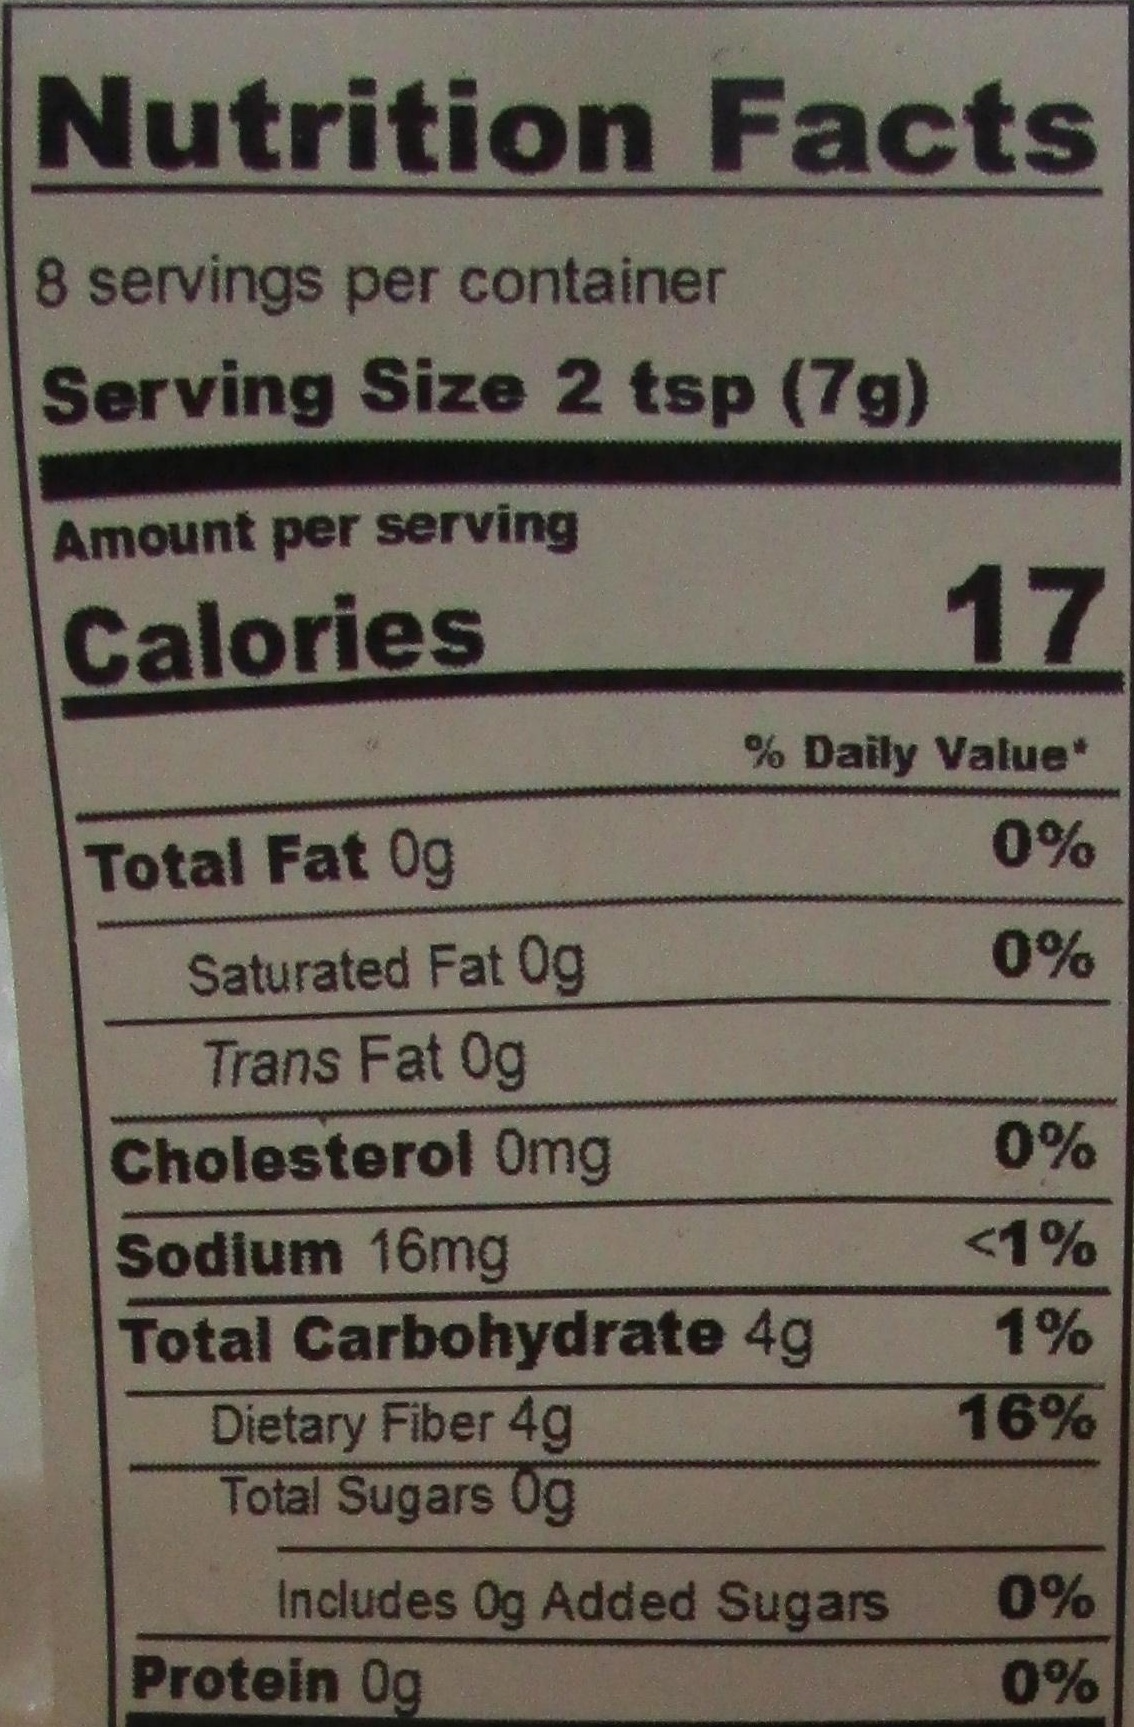 Nutrition Facts
8 servings per container
Serving Size 2 tsp (7g)
Amount per serving
Calories 17
% Daily Value*
Total Fat 0g 0%
Saturated Fat 0g 0%
Trans Fat 0g
Cholesterol 0mg 0%
Sodium 16mg <1%
Total Carbohydrate 4g 1%
Dietary Fiber 4g 16%
Total Sugars 0g
Includes 0g Added Sugars 0%
Protein 0g 0%